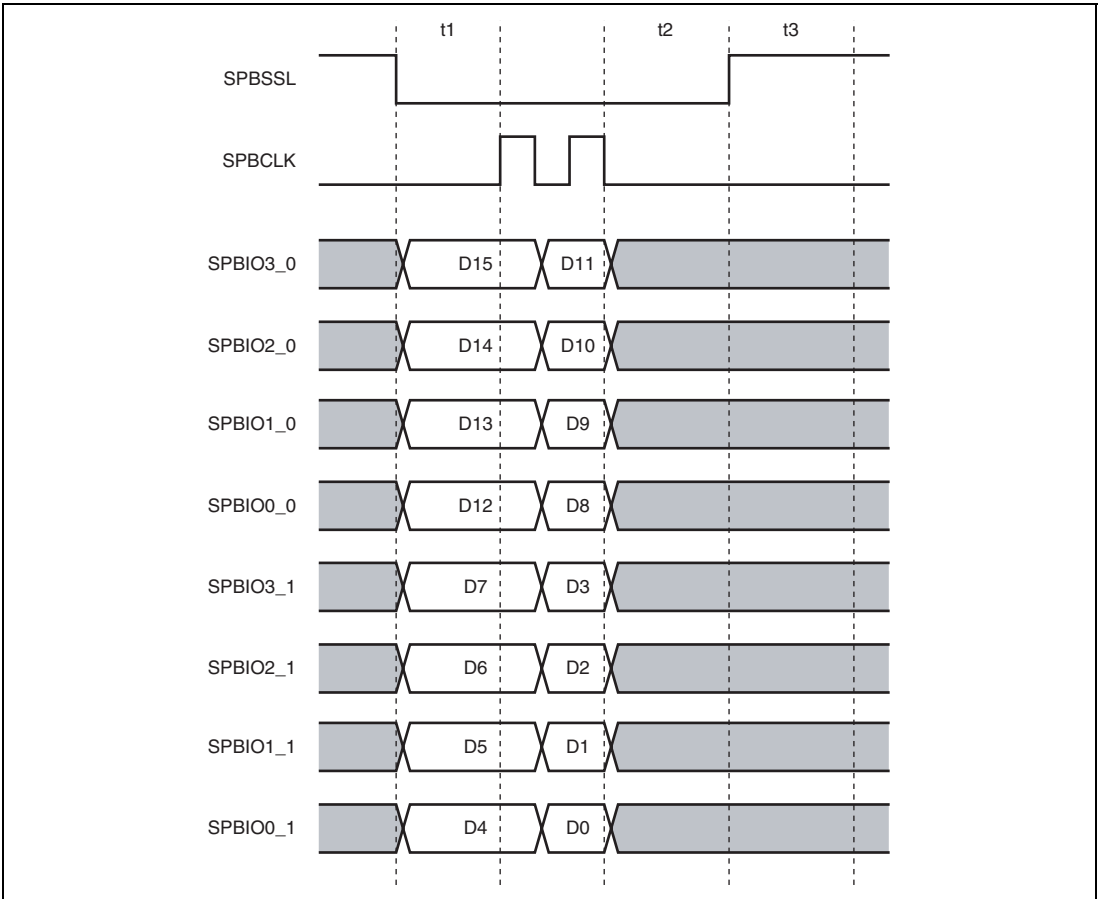 t1 t2 t3
SPBSSL
SPBCLK
SPBIO3_0 D15 D11
SPBIO2_0 D14 D10
SPBIO1_0 D13 D9
SPBIO0_0 D12 D8
SPBIO3_1 D7 D3
SPBIO2_1 D6 D2
SPBIO1_1 D5 D1
SPBIO0_1 D4 D0